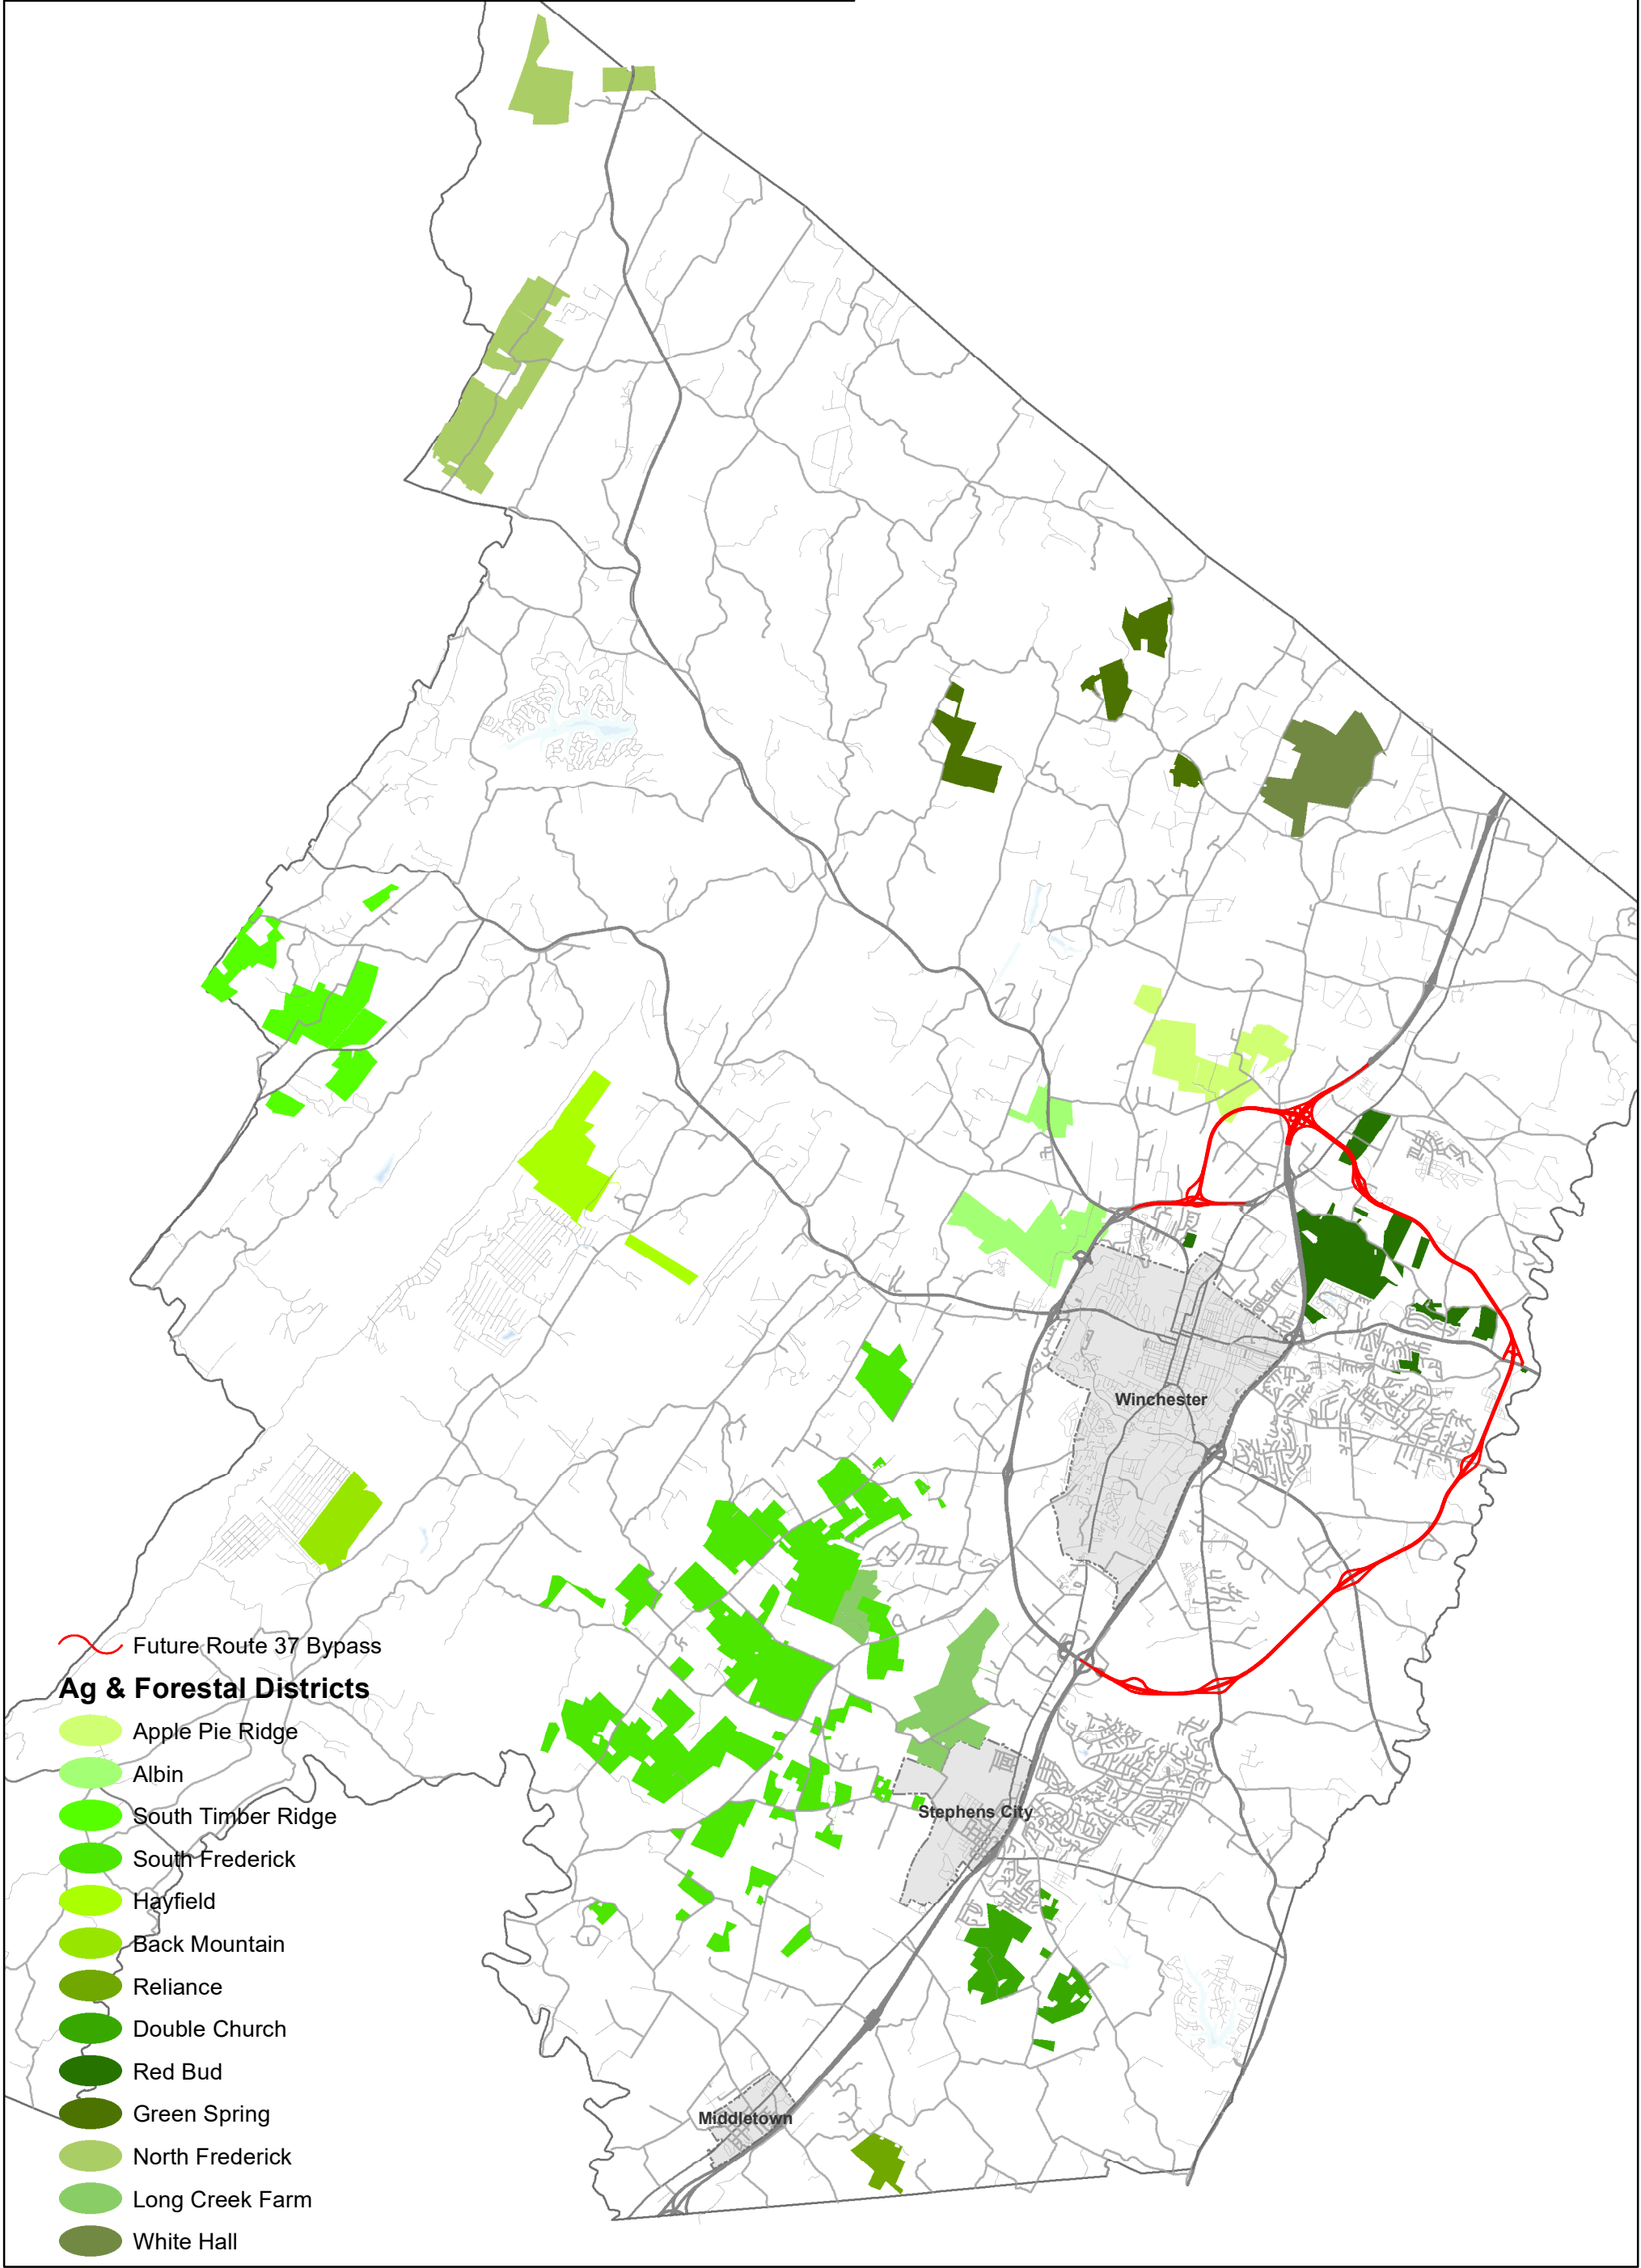 Winchester
Future Route 37 Bypass
Ag & Forestal Districts
Apple Pie Ridge
Albin
South Timber Ridge
Stephens City
South Frederick
Hayfield
Back Mountain
Reliance
Double Church
Red Bud
Green Spring
Middletown
North Frederick
Long Creek Farm
White Hall